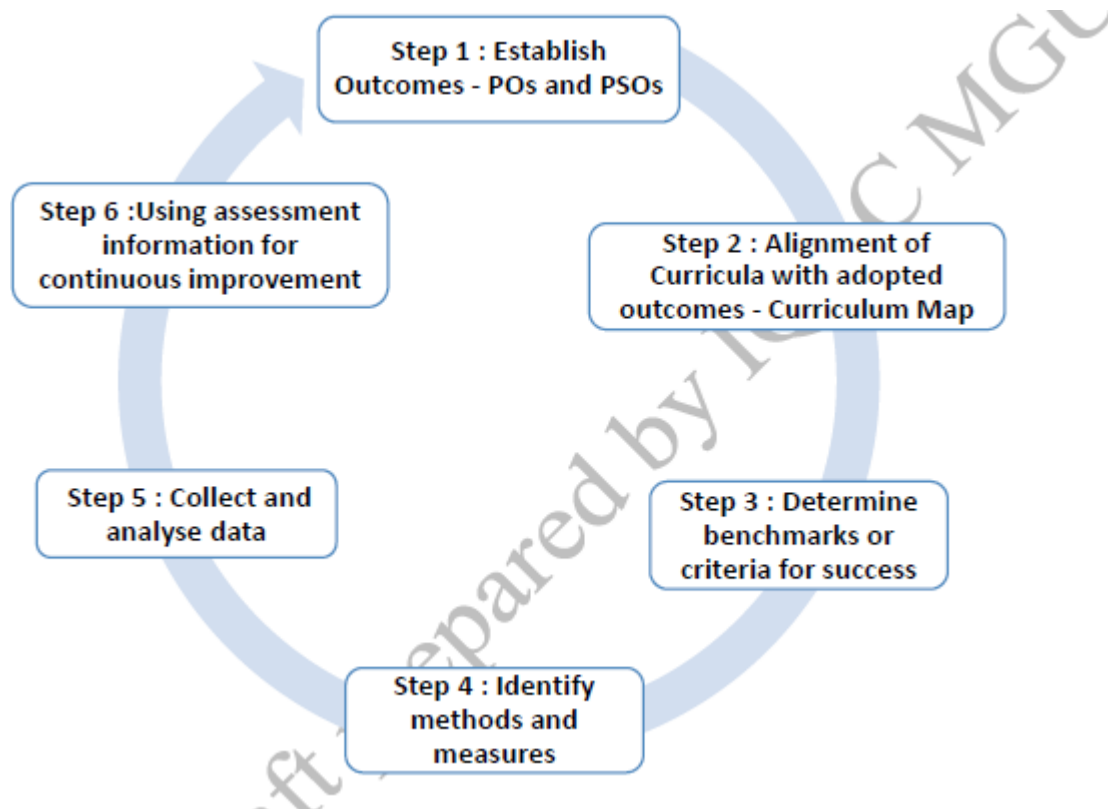 Step 1 : Establish
Outcomes - POs and PSOs
Step 2 : Alignment of
Curricula with adopted
outcomes - Curriculum Map
Step 3 : Determine
benchmarks or
criteria for success
Step 4 : Identify
methods and
measures
Step 5 : Collect and
analyse data
Step 6 :Using assessment
information for
continuous improvement
epared by